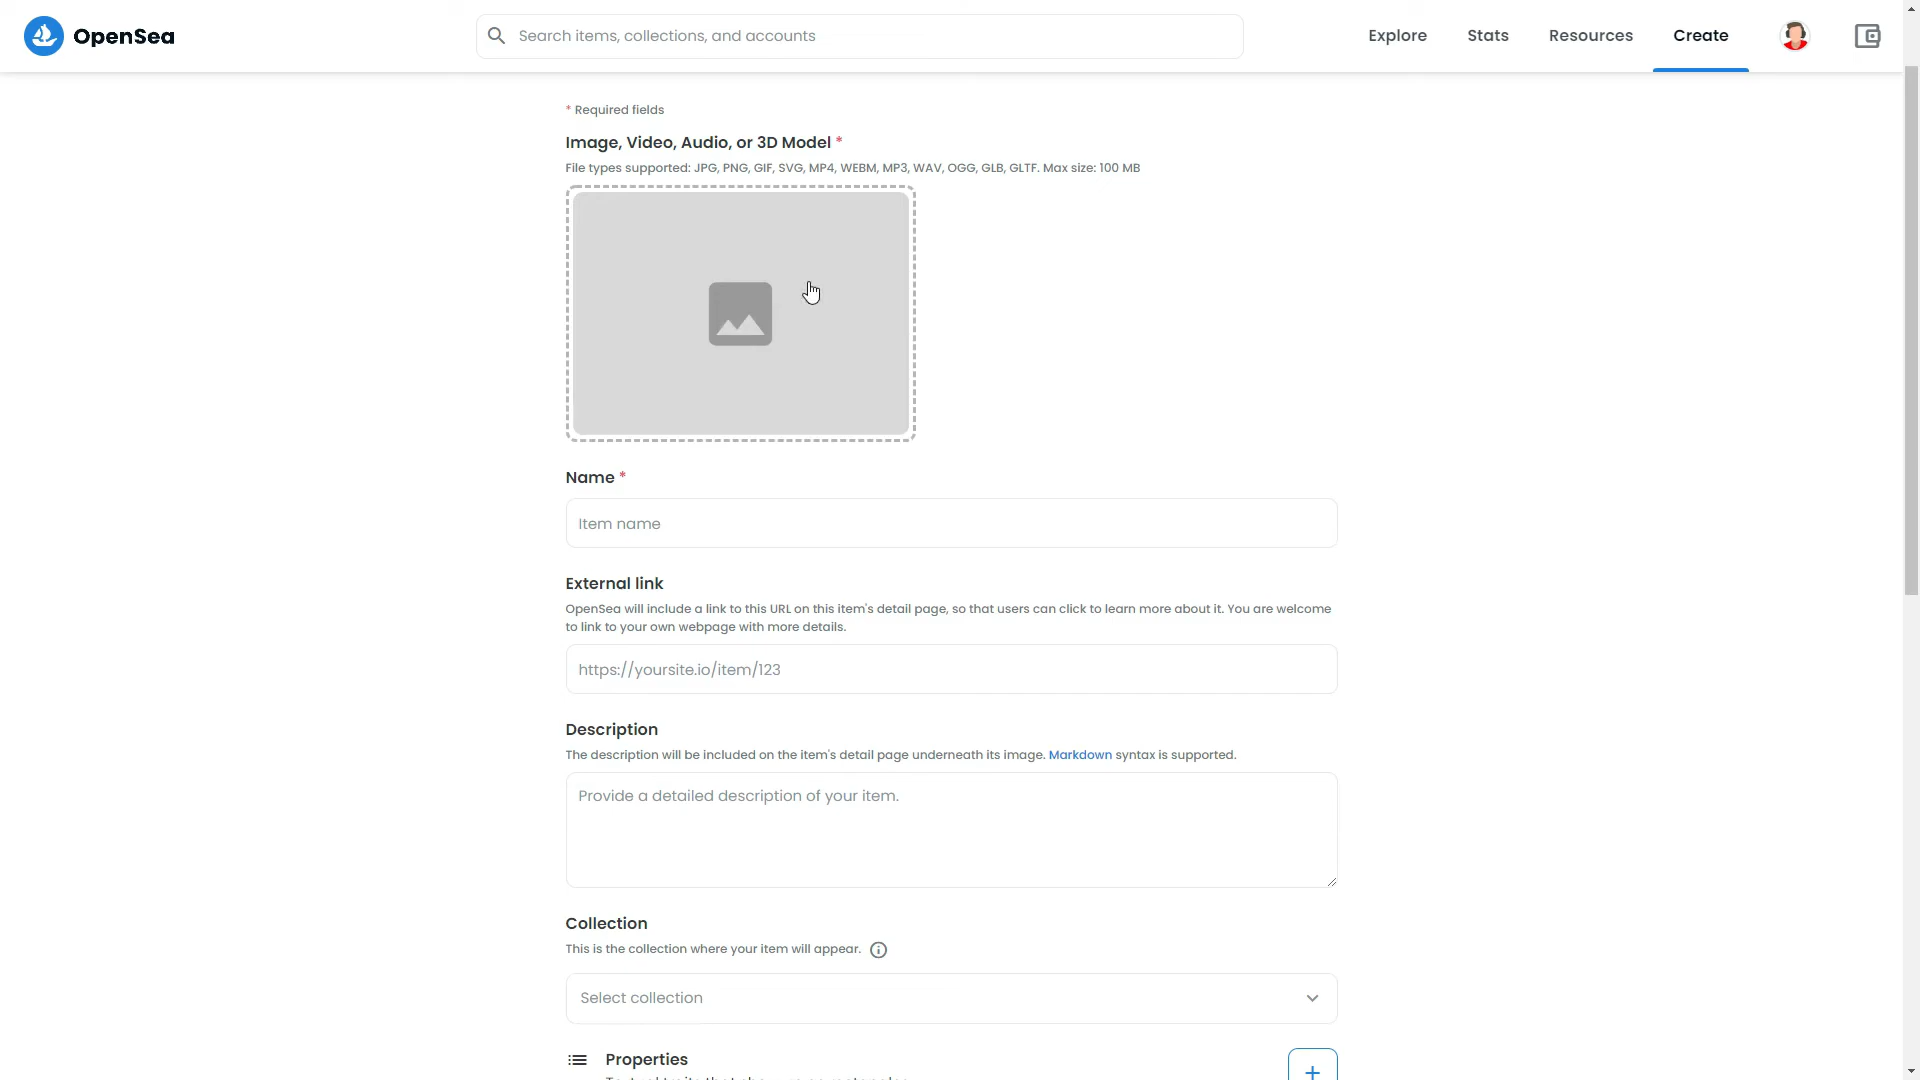 OpenSea
Search items, collections, and accounts
Explore
Stats
Resources
Create
* Required fields
Image, Video, Audio, or 3D Model *
File types supported: JPG, PNG, GIF, SVG, MP4, WEBM, MP3, WAV, OGG, GLB, GLTF. Max size: 100 MB
Name *
Item name
External link
OpenSea will include a link to this URL on this item's detail page, so that users can click to learn more about it. You are welcome
to link to your own webpage with more details.
https://yoursite.io/item/123
Description
The description will be included on the item's detail page underneath its image. Markdown syntax is supported.
Provide a detailed description of your item.
Collection
This is the collection where your item will appear.
Select collection
Properties